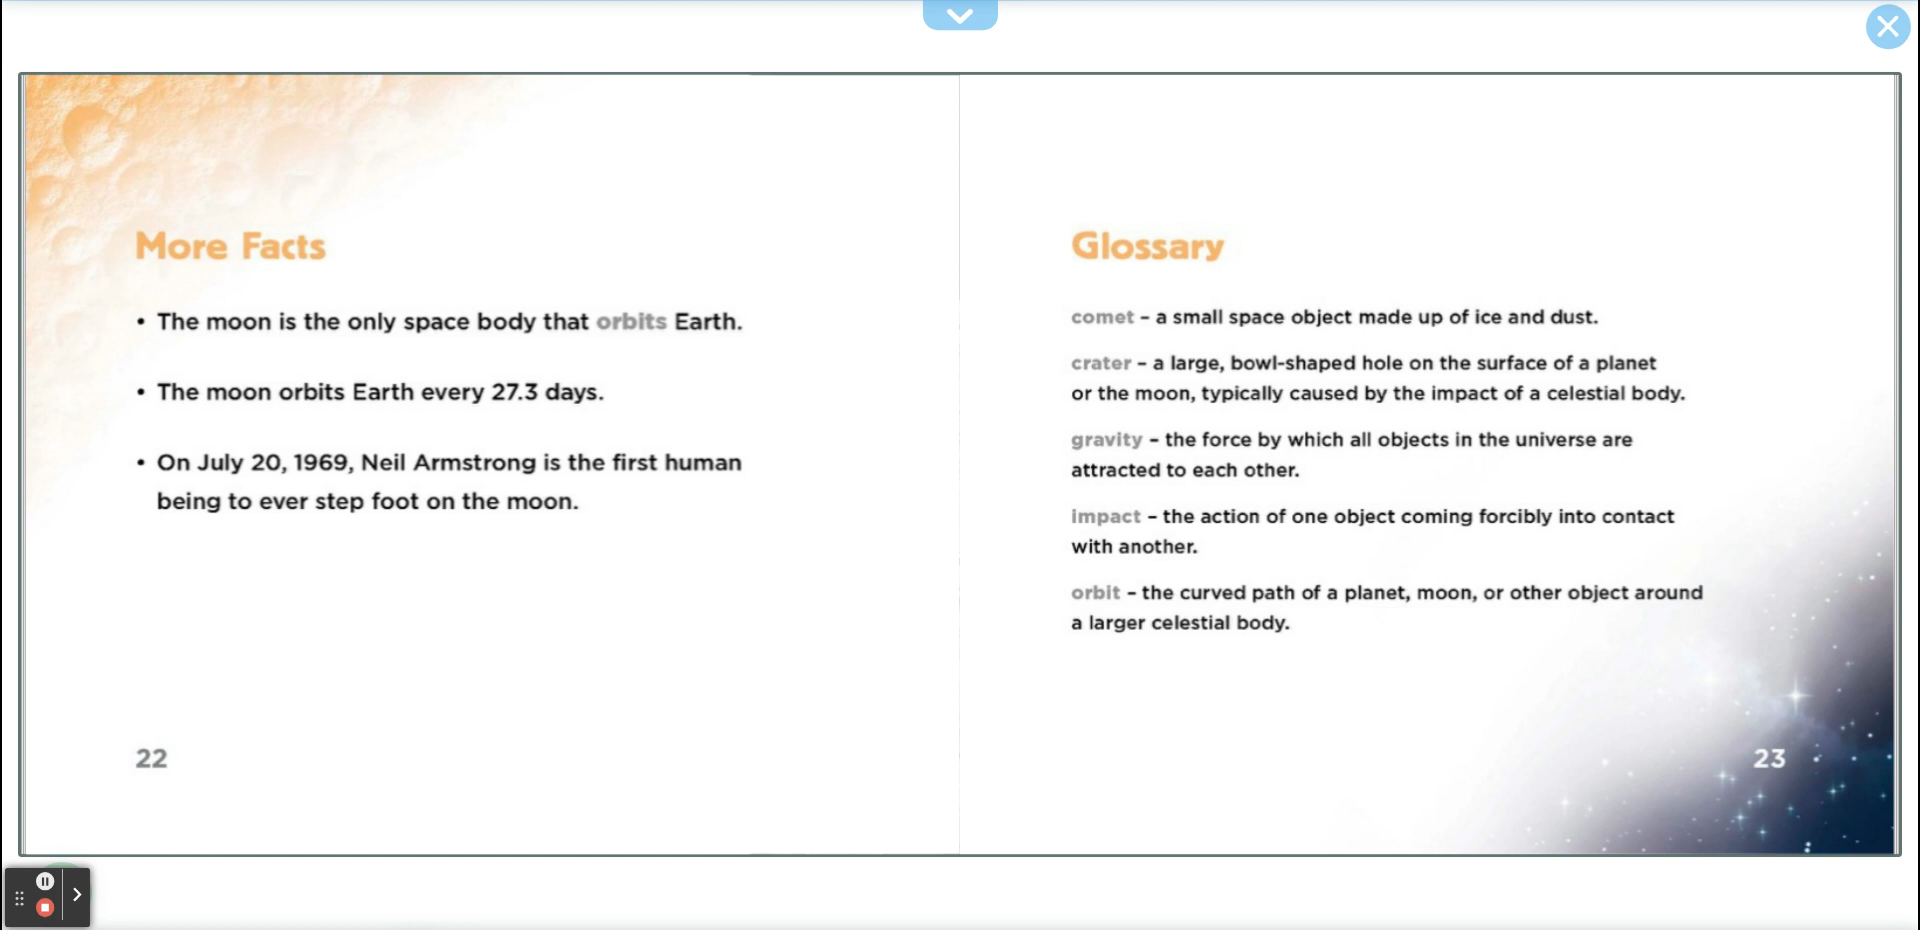 More Facts
• The moon is the only space body that orbits Earth.
• The moon orbits Earth every 27.3 days.
• On July 20, 1969, Neil Armstrong is the first human
being to ever step foot on the moon.
22
Glossary
comet – a small space object made up of ice and dust.
crater – a large, bowl-shaped hole on the surface of a planet
or the moon, typically caused by the impact of a celestial body.
gravity – the force by which all objects in the universe are
attracted to each other.
impact – the action of one object coming forcibly into contact
with another.
orbit – the curved path of a planet, moon, or other object around
a larger celestial body.
23